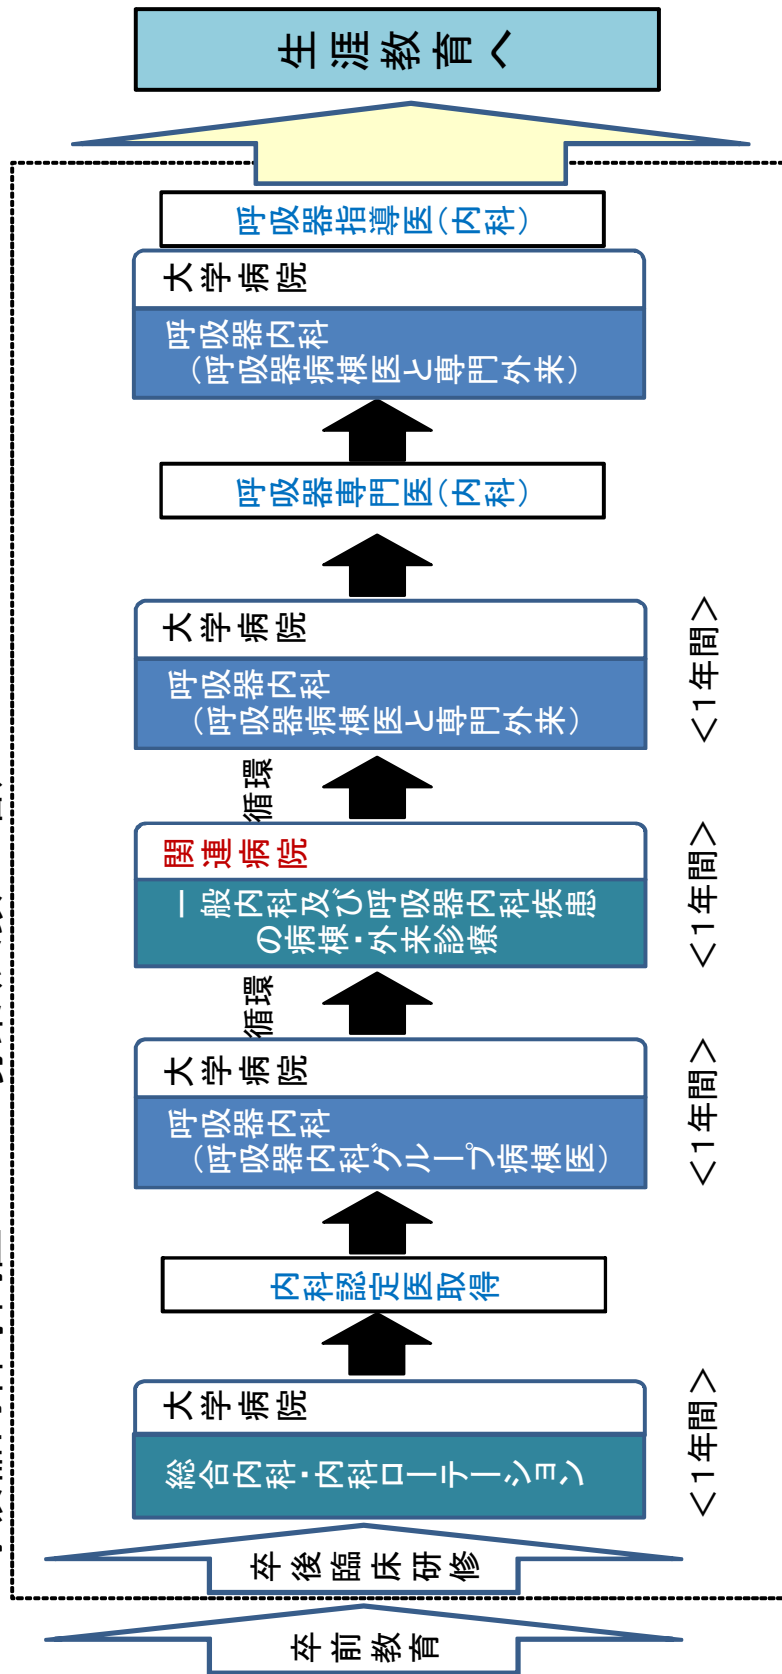 卒前教育
卒後臨床研修
大学病院
総合内科・内科ローテーション
＜1年間＞
内科認定医取得
大学病院
呼吸器内科
（呼吸器内科グループ病棟医）
＜1年間＞
循環
関連病院
一般内科及び呼吸器内科疾患
の病棟・外来診療
＜1年間＞
循環
大学病院
呼吸器内科
（呼吸器病棟医と専門外来）
＜1年間＞
呼吸器専門医（内科）
大学病院
呼吸器内科
（呼吸器病棟医と専門外来）
呼吸器指導医（内科）
生涯教育へ